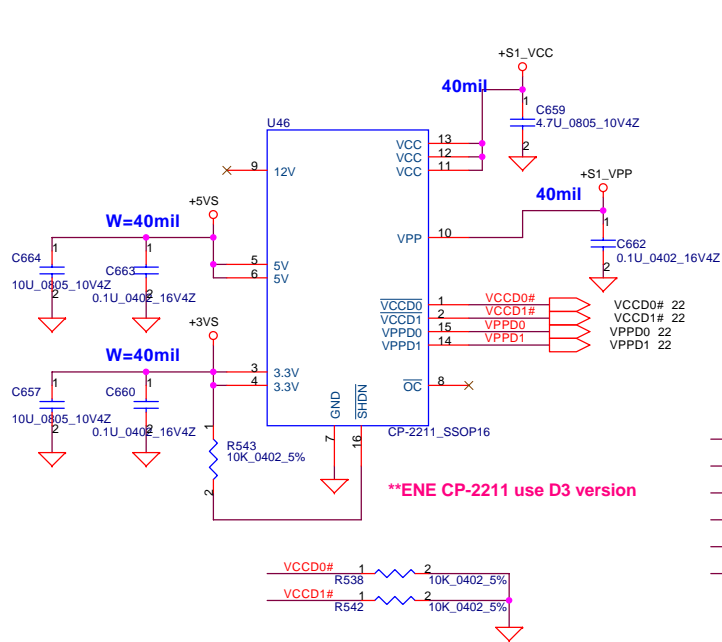 +S1_VCC
40mil
1
C659
4.7U_0805_10V4Z
2
U46
VCC 13
VCC 12
VCC 11
9 12V
+S1_VPP
40mil
+5VS
W=40mil
VPP 10
1
C662
0.1U_0402_16V4Z
2
C664
1
10U_0805_10V4Z
2
C663
1
0.1U_0402_16V4Z
2
5 5V
6 5V
VCCD0 1 VCCD0# VCCD0# 22
VCCD1 2 VCCD1# VCCD1# 22
VPPD0 15 VPPD0 VPPD0 22
VPPD1 14 VPPD1 VPPD1 22
+3VS
W=40mil
3 3.3V
4 3.3V
OC 8
C657
1
10U_0805_10V4Z
2
C660
1
0.1U_0402_16V4Z
2
GND
SHDN
7
16
CP-2211_SSOP16
1
R543
10K_0402_5%
2
**ENE CP-2211 use D3 version
VCCD0# 1 2
R538 10K_0402_5%
VCCD1# 1 2
R542 10K_0402_5%